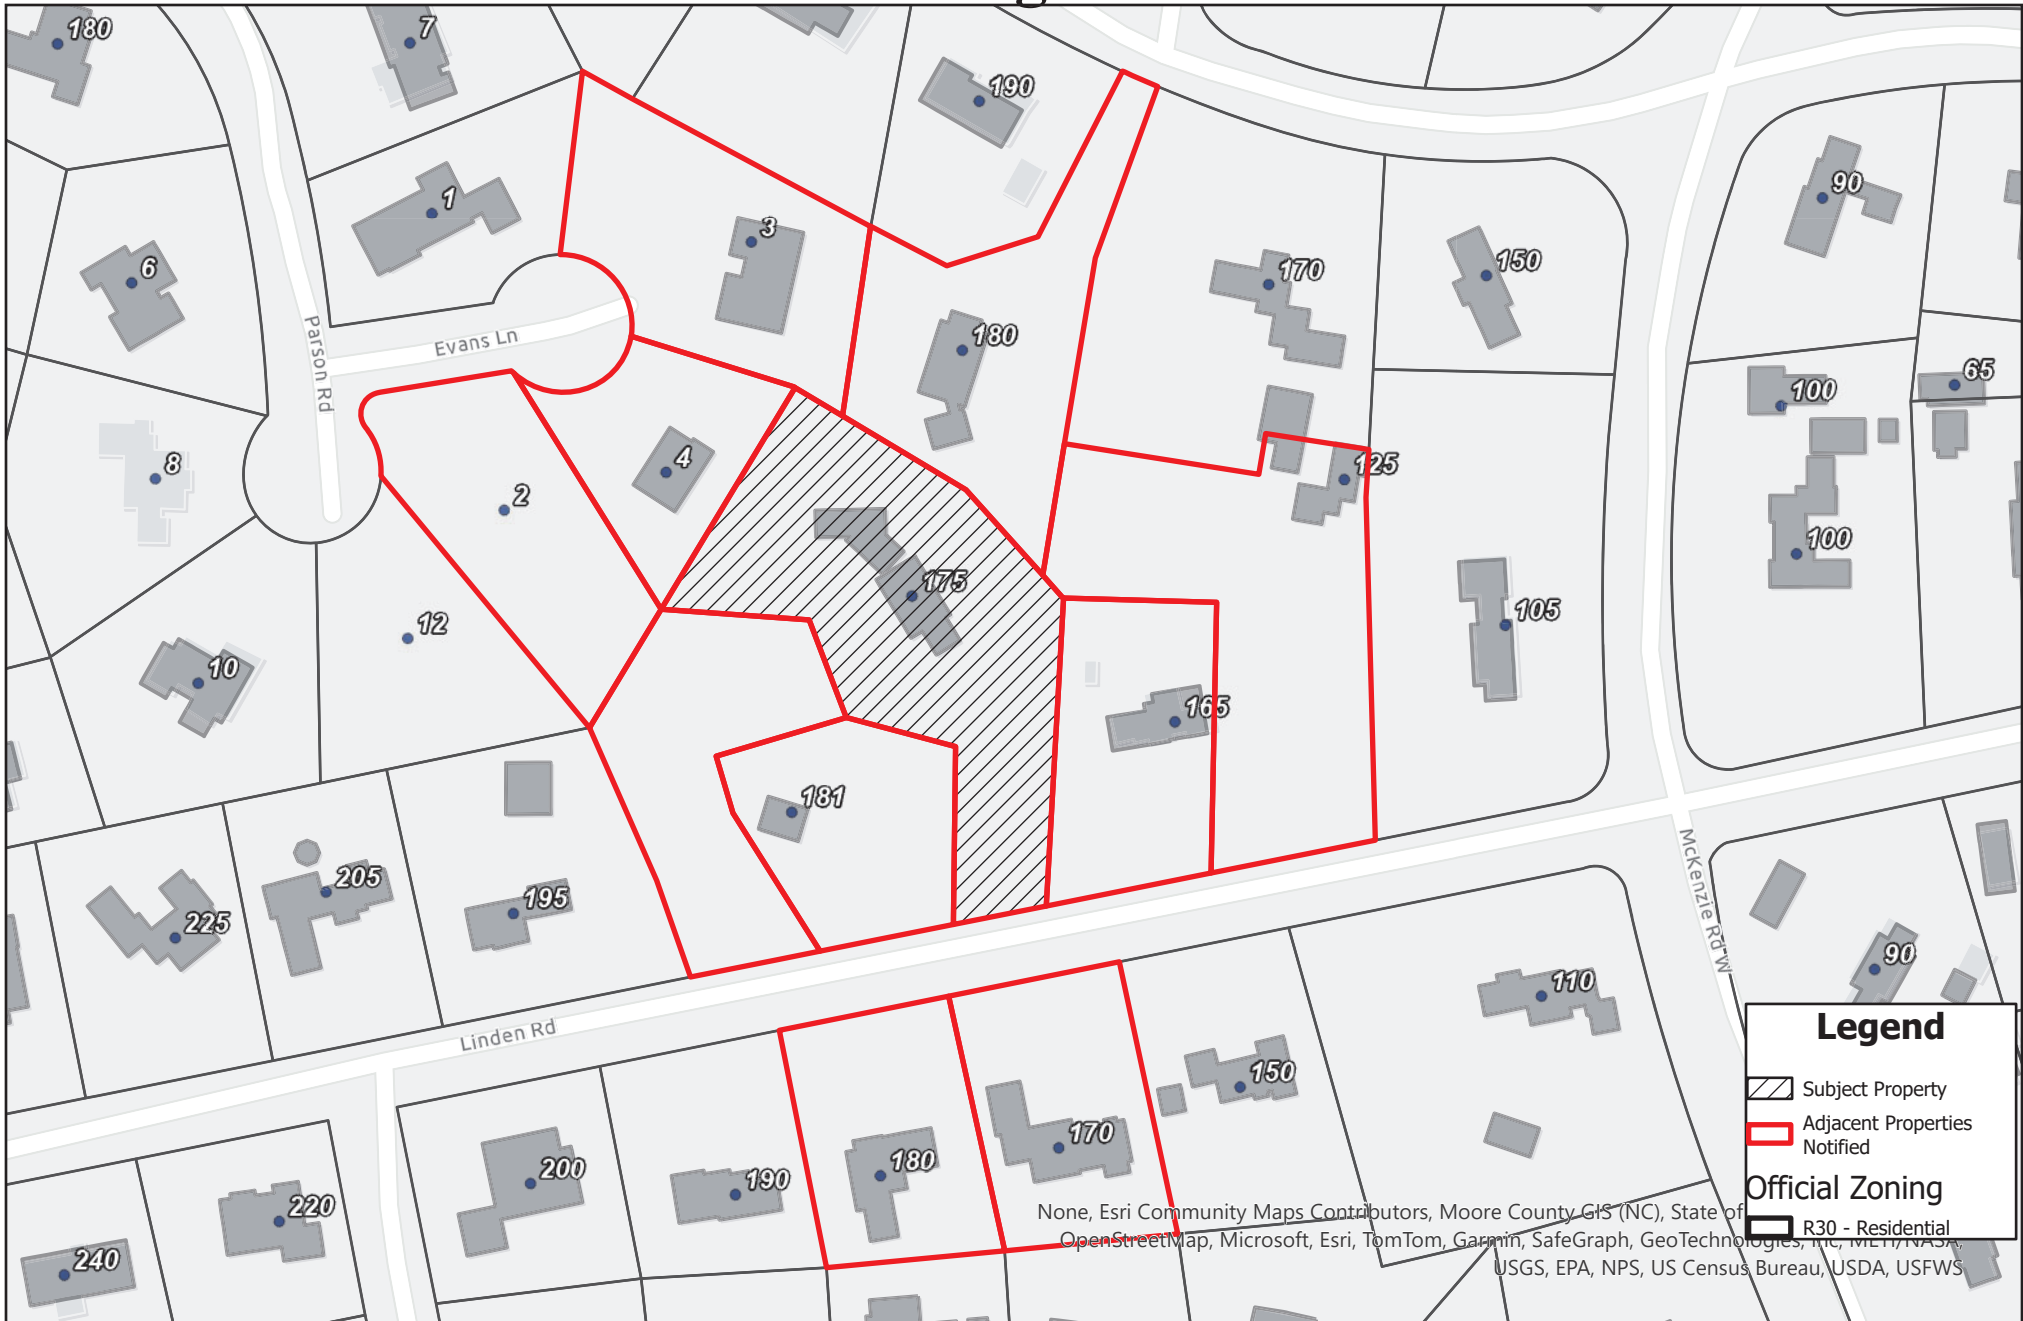 180
7
190
1
3
6
170
150
90
180
65
100
Evans Ln
Parson Rd
4
125
8
2
100
175
105
12
10
165
181
205
195
225
McKenzie Rd W
90
110
Linden Rd
150
170
180
200
190
220
240
Legend
Subject Property
Adjacent Properties
Notified
Official Zoning
R30 - Residential
None, Esri Community Maps Contributors, Moore County GIS (NC), State of
OpenStreetMap, Microsoft, Esri, TomTom, Garmin, SafeGraph, GeoTechnologies, Inc, METI/NASA,
USGS, EPA, NPS, US Census Bureau, USDA, USFWS